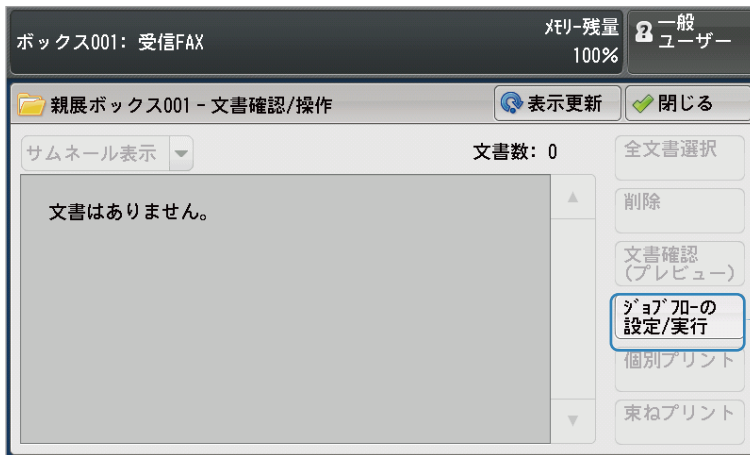 ボックス001: 受信FAX
ﾒﾓﾘｰ残量
100%
一般
ユーザー
親展ボックス001 - 文書確認/操作
表示更新
閉じる
サムネール表示
文書数: 0
全文書選択
文書はありません。
削除
文書確認
(プレビュー)
ｼﾞｮﾌﾞﾌﾛｰの
設定/実行
個別プリント
束ねプリント